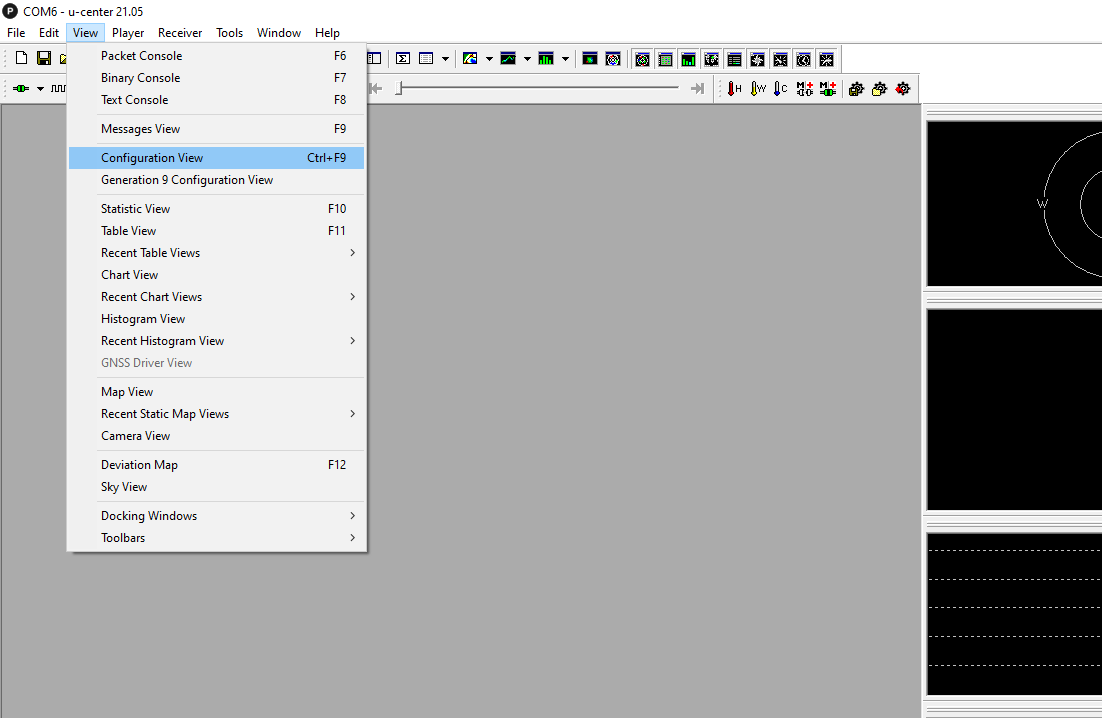 COM6 - u-center 21.05
File Edit View Player Receiver Tools Window Help
Packet Console F6
Binary Console F7
Text Console F8
Messages View F9
Configuration View Ctrl+F9
Generation 9 Configuration View
Statistic View F10
Table View F11
Recent Table Views
Chart View
Recent Chart Views
Histogram View
Recent Histogram View
GNSS Driver View
Map View
Recent Static Map Views
Camera View
Deviation Map F12
Sky View
Docking Windows
Toolbars
H W C
W